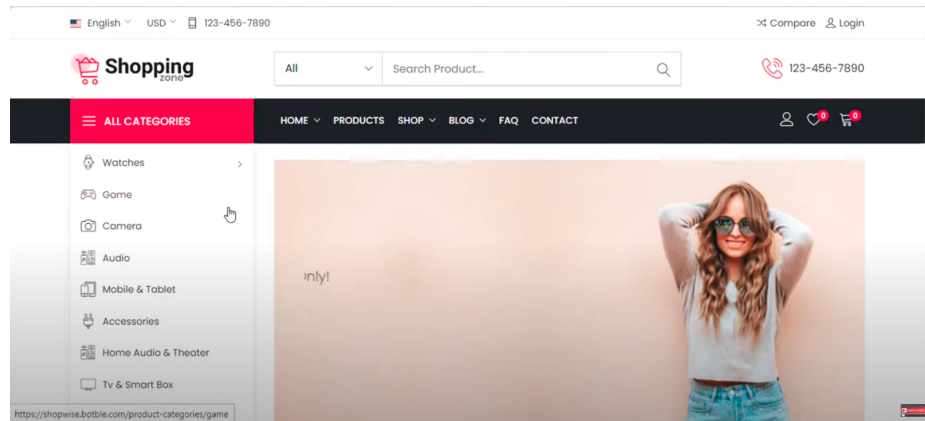 English USD 123-456-7890 Compare Login
Shopping
zone
All Search Product... 123-456-7890
ALL CATEGORIES HOME PRODUCTS SHOP BLOG FAQ CONTACT 0 0
Watches
Game
Camera
Audio
nly!
Mobile & Tablet
Accessories
Home Audio & Theater
Tv & Smart Box
https://shopwise.botble.com/product-categories/game